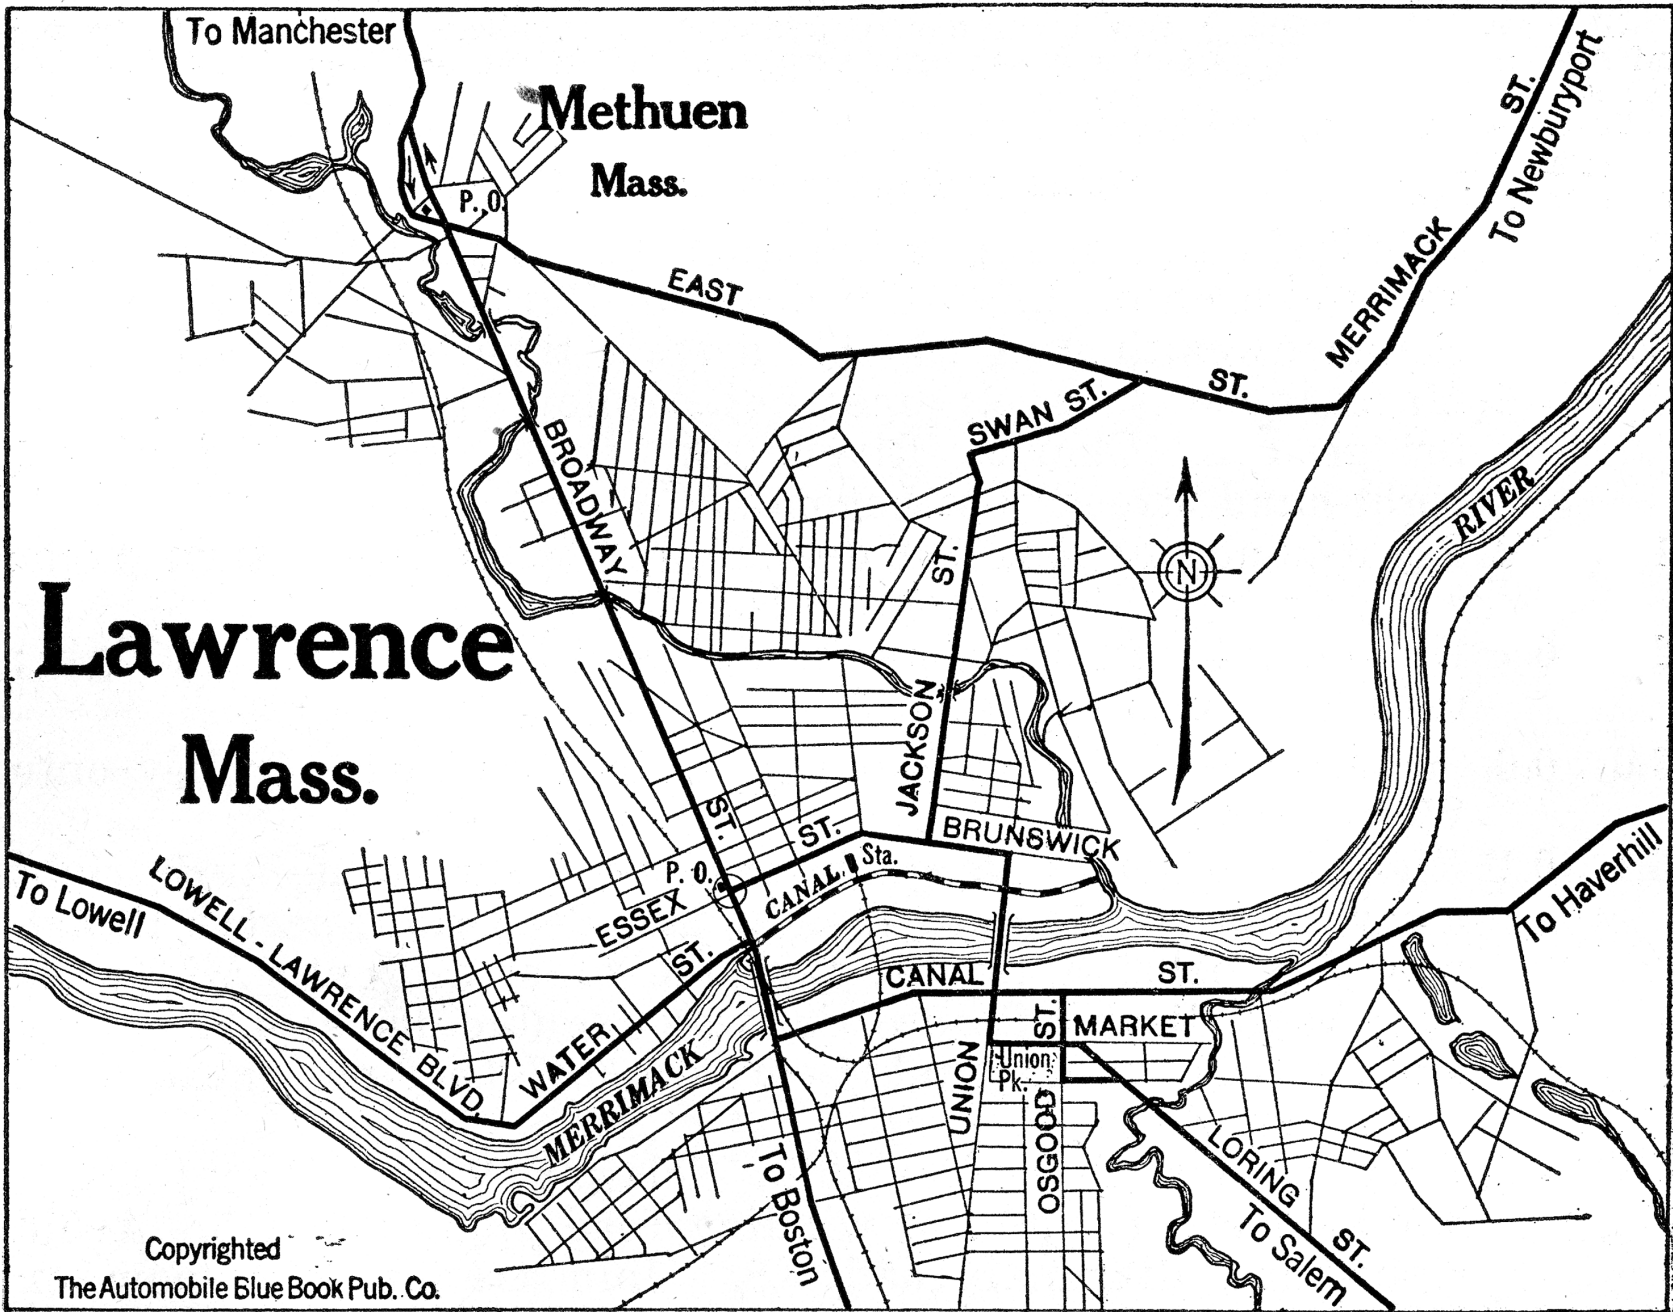 To Manchester
Methuen
Mass.
P. O.
EAST
ST.
MERRIMACK
ST.
To Newburyport
SWAN ST.
BROADWAY
ST.
RIVER
N
Lawrence
Mass.
JACKSON
ST.
BRUNSWICK
ST.
Sta.
P. O.
CANAL
ESSEX
To Lowell
LOWELL - LAWRENCE BLVD.
WATER
ST.
MERRIMACK
CANAL
ST.
To Haverhill
MARKET
ST.
Union
Pk.
UNION
OSGOOD
LORING
ST.
To Salem
To Boston
Copyrighted
The Automobile Blue Book Pub. Co.